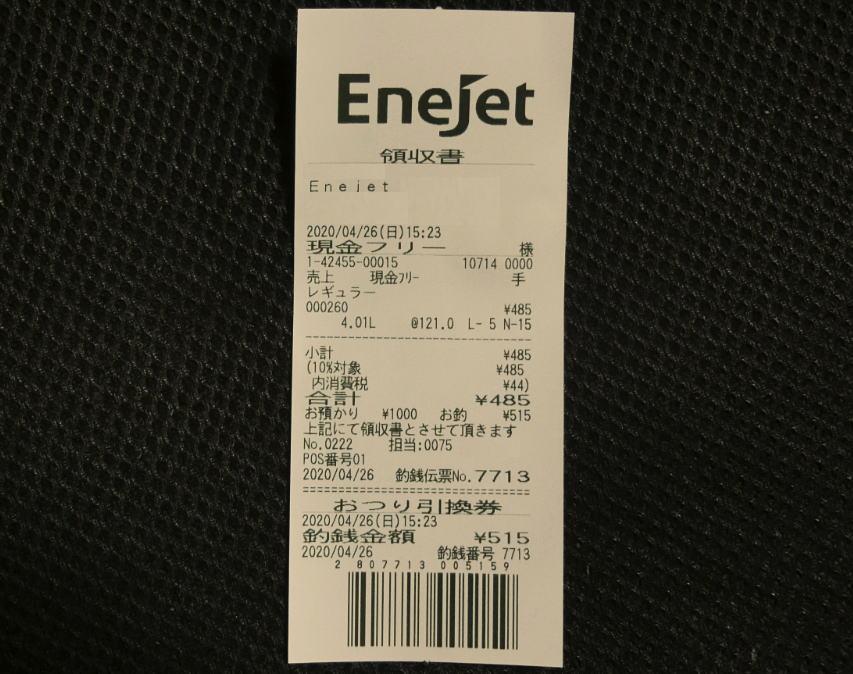 Enejet
領収書
Enejet
2020/04/26(日)15:23
現金フリー 様
1-42455-00015 10714 0000
売上 現金フリー 手
レギュラー
000260 ¥485
4.01L @121.0 L- 5 N-15
小計 ¥485
(10%対象 ¥485
内消費税 ¥44)
合計 ¥485
お預かり ¥1000 お釣 ¥515
上記にて領収書とさせて頂きます
No.0222 担当:0075
POS番号01
2020/04/26 釣銭伝票No.7713
おつり引換券
2020/04/26(日)15:23
釣銭金額 ¥515
2020/04/26 釣銭番号 7713
2 807713 005159